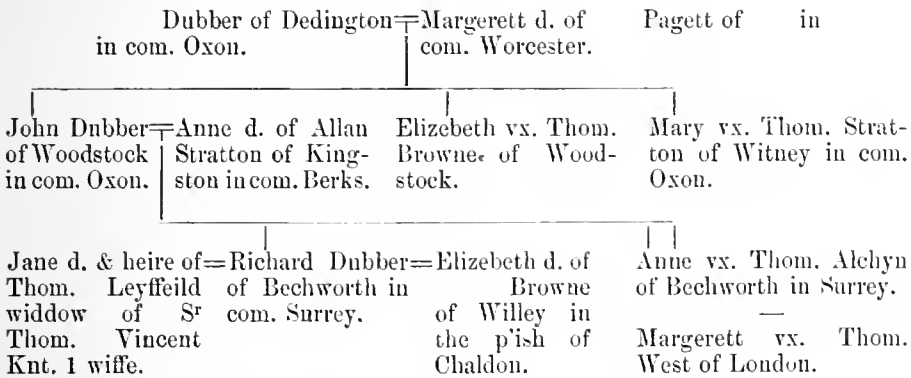 Dubber of Dedington=Margerett d. of Pagett of in
in com. Oxon. com. Worcester.
John Dubber=Anne d. of Allan
of Woodstock Stratton of King-
in com. Oxon. ston in com. Berks.
Elizebeth vx. Thom.
Browne of Wood-
stock.
Mary vx. Thom. Strat-
ton of Witney in com.
Oxon.
Jane d. & heire of=Richard Dubber=Elizebeth d. of
Thom. Leyffeild of Bechworth in Browne
widdow of Sr com. Surrey. of Willey in
Thom. Vincent the p'ish of
Knt. 1 wiffe. Chaldon.
Anne vx. Thom. Alchyn
of Bechworth in Surrey.
—
Margerett vx. Thom.
West of London.